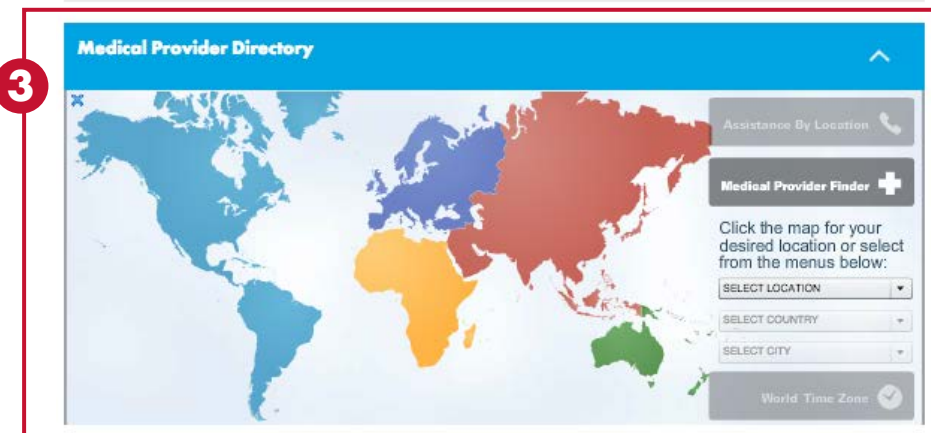 3
Medical Provider Directory
Assistance By Location
Medical Provider Finder
Click the map for your
desired location or select
from the menus below:
SELECT LOCATION
SELECT COUNTRY
SELECT CITY
World Time Zone